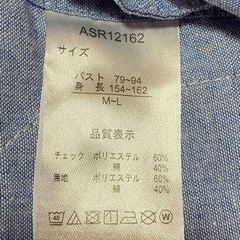 ASR12162
サイズ
バスト 79~94
身 長 154~162
M~L
品質表示
チェック ポリエステル 60%
綿 40%
無地 ポリエステル 60%
綿 40%